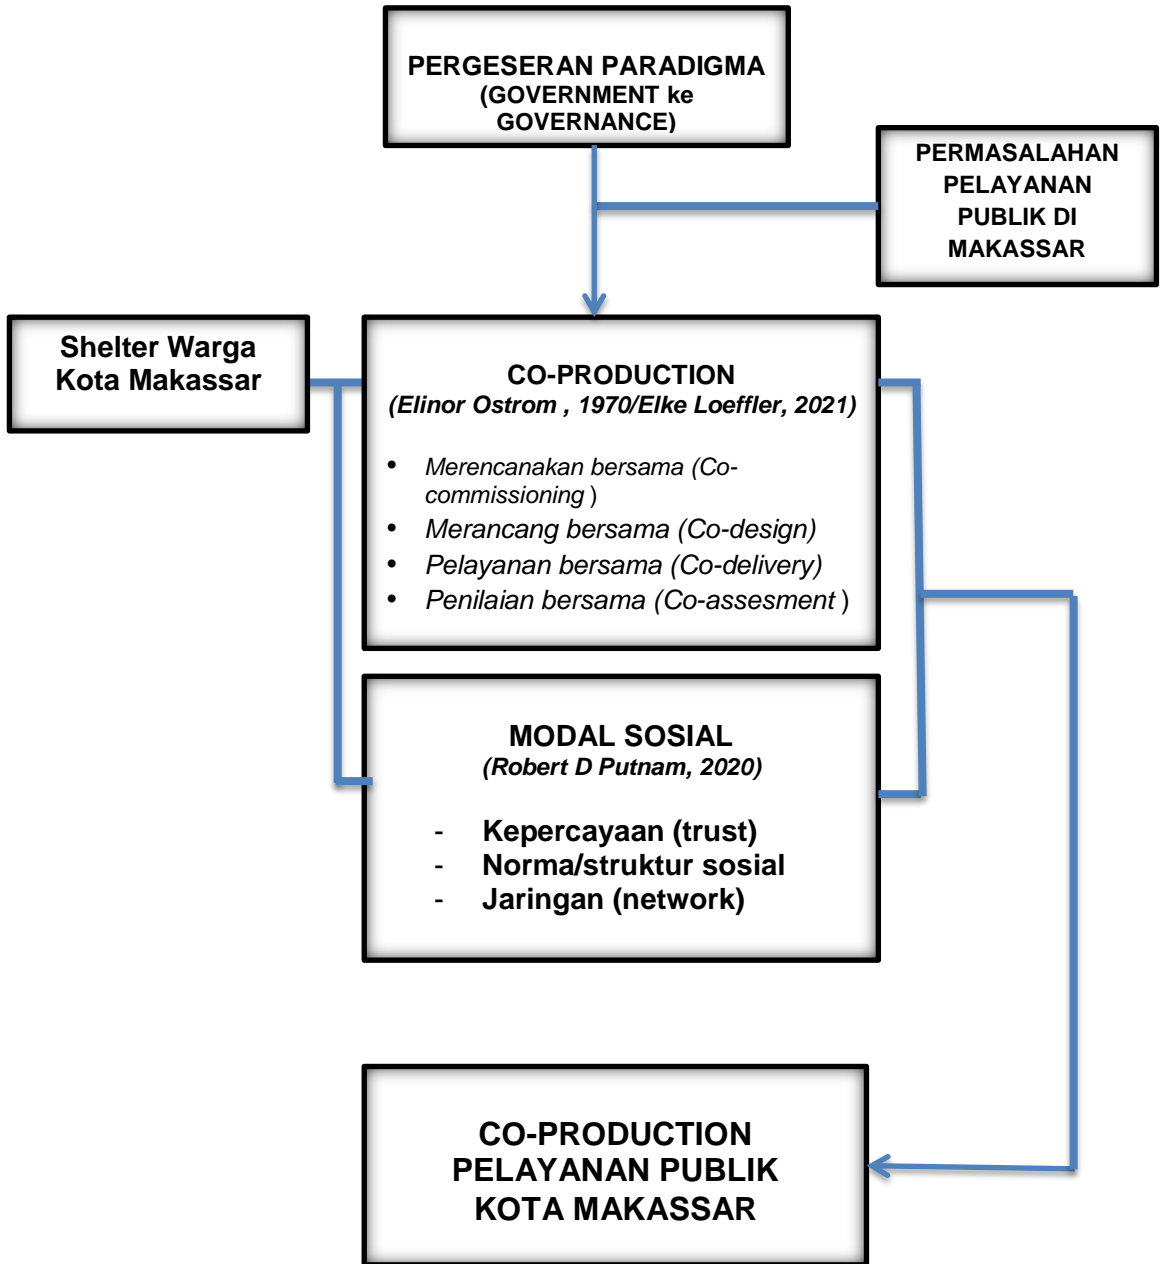 PERGESERAN PARADIGMA
(GOVERNMENT ke
GOVERNANCE)
PERMASALAHAN
PELAYANAN
PUBLIK DI
MAKASSAR
Shelter Warga
Kota Makassar
CO-PRODUCTION
(Elinor Ostrom , 1970/Elke Loeffler, 2021)
• Merencanakan bersama (Co-
commissioning )
• Merancang bersama (Co-design)
• Pelayanan bersama (Co-delivery)
• Penilaian bersama (Co-assesment )
MODAL SOSIAL
(Robert D Putnam, 2020)
- Kepercayaan (trust)
- Norma/struktur sosial
- Jaringan (network)
CO-PRODUCTION
PELAYANAN PUBLIK
KOTA MAKASSAR